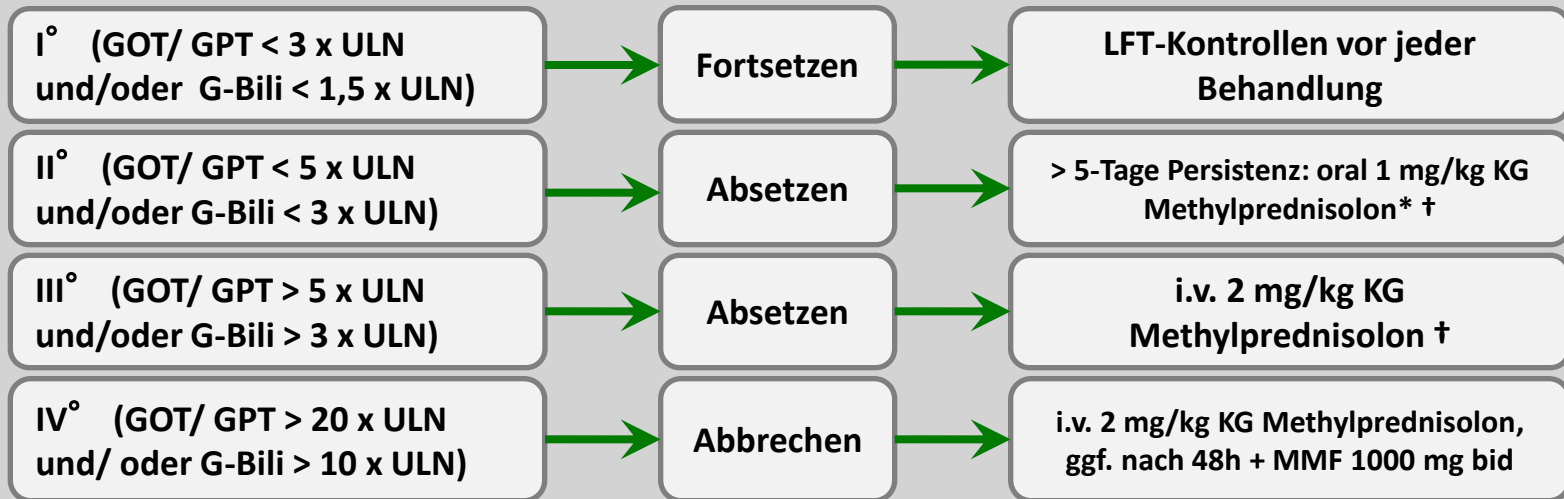 I° (GOT/ GPT < 3 x ULN
und/oder G-Bili < 1,5 x ULN)
Fortsetzen
LFT-Kontrollen vor jeder
Behandlung
II° (GOT/ GPT < 5 x ULN
und/oder G-Bili < 3 x ULN)
Absetzen
> 5-Tage Persistenz: oral 1 mg/kg KG
Methylprednisolon* †
III° (GOT/ GPT > 5 x ULN
und/oder G-Bili > 3 x ULN)
Absetzen
i.v. 2 mg/kg KG
Methylprednisolon †
IV° (GOT/ GPT > 20 x ULN
und/ oder G-Bili > 10 x ULN)
Abbrechen
i.v. 2 mg/kg KG Methylprednisolon,
ggf. nach 48h + MMF 1000 mg bid